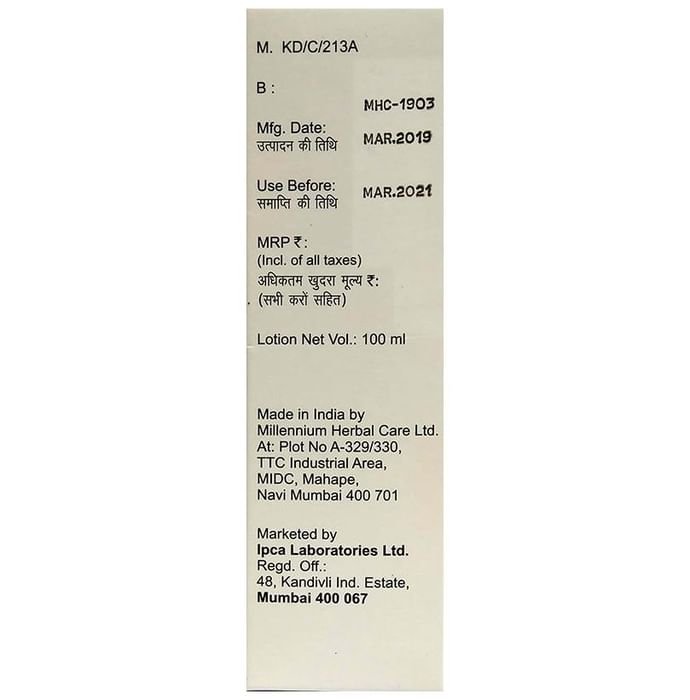 M. KD/C/213A
B :
MHC-1903
Mfg. Date:
MAR.2019
उत्पादन की तिथि
Use Before:
MAR.2021
समाप्ति की तिथि
MRP ₹:
(Incl. of all taxes)
अधिकतम खुदरा मूल्य ₹:
(सभी करों सहित)
Lotion Net Vol.: 100 ml
Made in India by
Millennium Herbal Care Ltd.
At: Plot No A-329/330,
TTC Industrial Area,
MIDC, Mahape,
Navi Mumbai 400 701
Marketed by
Ipca Laboratories Ltd.
Regd. Off.:
48, Kandivli Ind. Estate,
Mumbai 400 067